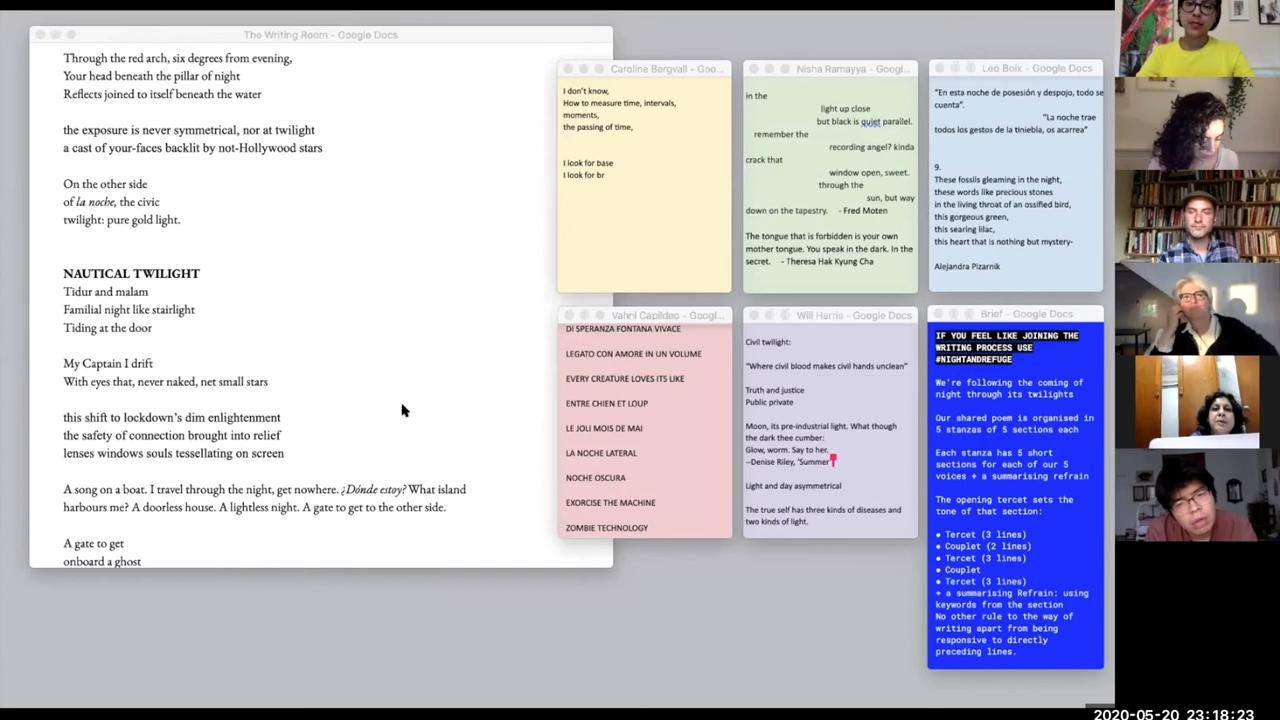 The Writing Room - Google Docs
Through the red arch, six degrees from evening,
Your head beneath the pillar of night
Reflects joined to itself beneath the water
the exposure is never symmetrical, nor at twilight
a cast of your-faces backlit by not-Hollywood stars
On the other side
of la noche, the civic
twilight: pure gold light.
NAUTICAL TWILIGHT
Tidur and malam
Familial night like stairlight
Tiding at the door
My Captain I drift
With eyes that, never naked, net small stars
this shift to lockdown's dim enlightenment
the safety of connection brought into relief
lenses windows souls tessellating on screen
A song on a boat. I travel through the night, get nowhere. ¿Dónde estoy? What island
harbours me? A doorless house. A lightless night. A gate to get to the other side.
A gate to get
onboard a ghost
Caroline Bergvall - Goo...
I don't know,
How to measure time, intervals,
moments,
the passing of time,
I look for base
I look for br
Nisha Ramayya - Googl...
in the
light up close
but black is quiet parallel.
remember the
recording angel? kinda
crack that
window open, sweet.
through the
sun, but way
down on the tapestry. - Fred Moten
The tongue that is forbidden is your own
mother tongue. You speak in the dark. In the
secret. - Theresa Hak Kyung Cha
Leo Boix - Google Docs
"En esta noche de posesión y despojo, todo se
cuenta".
"La noche trae
todos los gestos de la tiniebla, os acarrea"
9.
These fossils gleaming in the night,
these words like precious stones
in the living throat of an ossified bird,
this gorgeous green,
this searing lilac,
this heart that is nothing but mystery-
Alejandra Pizarnik
Vahni Capildeo - Googl...
DI SPERANZA FONTANA VIVACE
LEGATO CON AMORE IN UN VOLUME
EVERY CREATURE LOVES ITS LIKE
ENTRE CHIEN ET LOUP
LE JOLI MOIS DE MAI
LA NOCHE LATERAL
NOCHE OSCURA
EXORCISE THE MACHINE
ZOMBIE TECHNOLOGY
Will Harris - Google Docs
Civil twilight:
"Where civil blood makes civil hands unclean"
Truth and justice
Public private
Moon, its pre-industrial light. What though
the dark thee cumber:
Glow, worm. Say to her.
--Denise Riley, 'Summer'
Light and day asymmetrical
The true self has three kinds of diseases and
two kinds of light.
Brief - Google Docs
IF YOU FEEL LIKE JOINING THE
WRITING PROCESS USE
#NIGHTANDREFUGE
We're following the coming of
night through its twilights
Our shared poem is organised in
5 stanzas of 5 sections each
Each stanza has 5 short
sections for each of our 5
voices + a summarising refrain
The opening tercet sets the
tone of that section:
● Tercet (3 lines)
● Couplet (2 lines)
● Tercet (3 lines)
● Couplet
● Tercet (3 lines)
+ a summarising Refrain: using
keywords from the section
No other rule to the way of
writing apart from being
responsive to directly
preceding lines.
2020-05-20 23:18:23